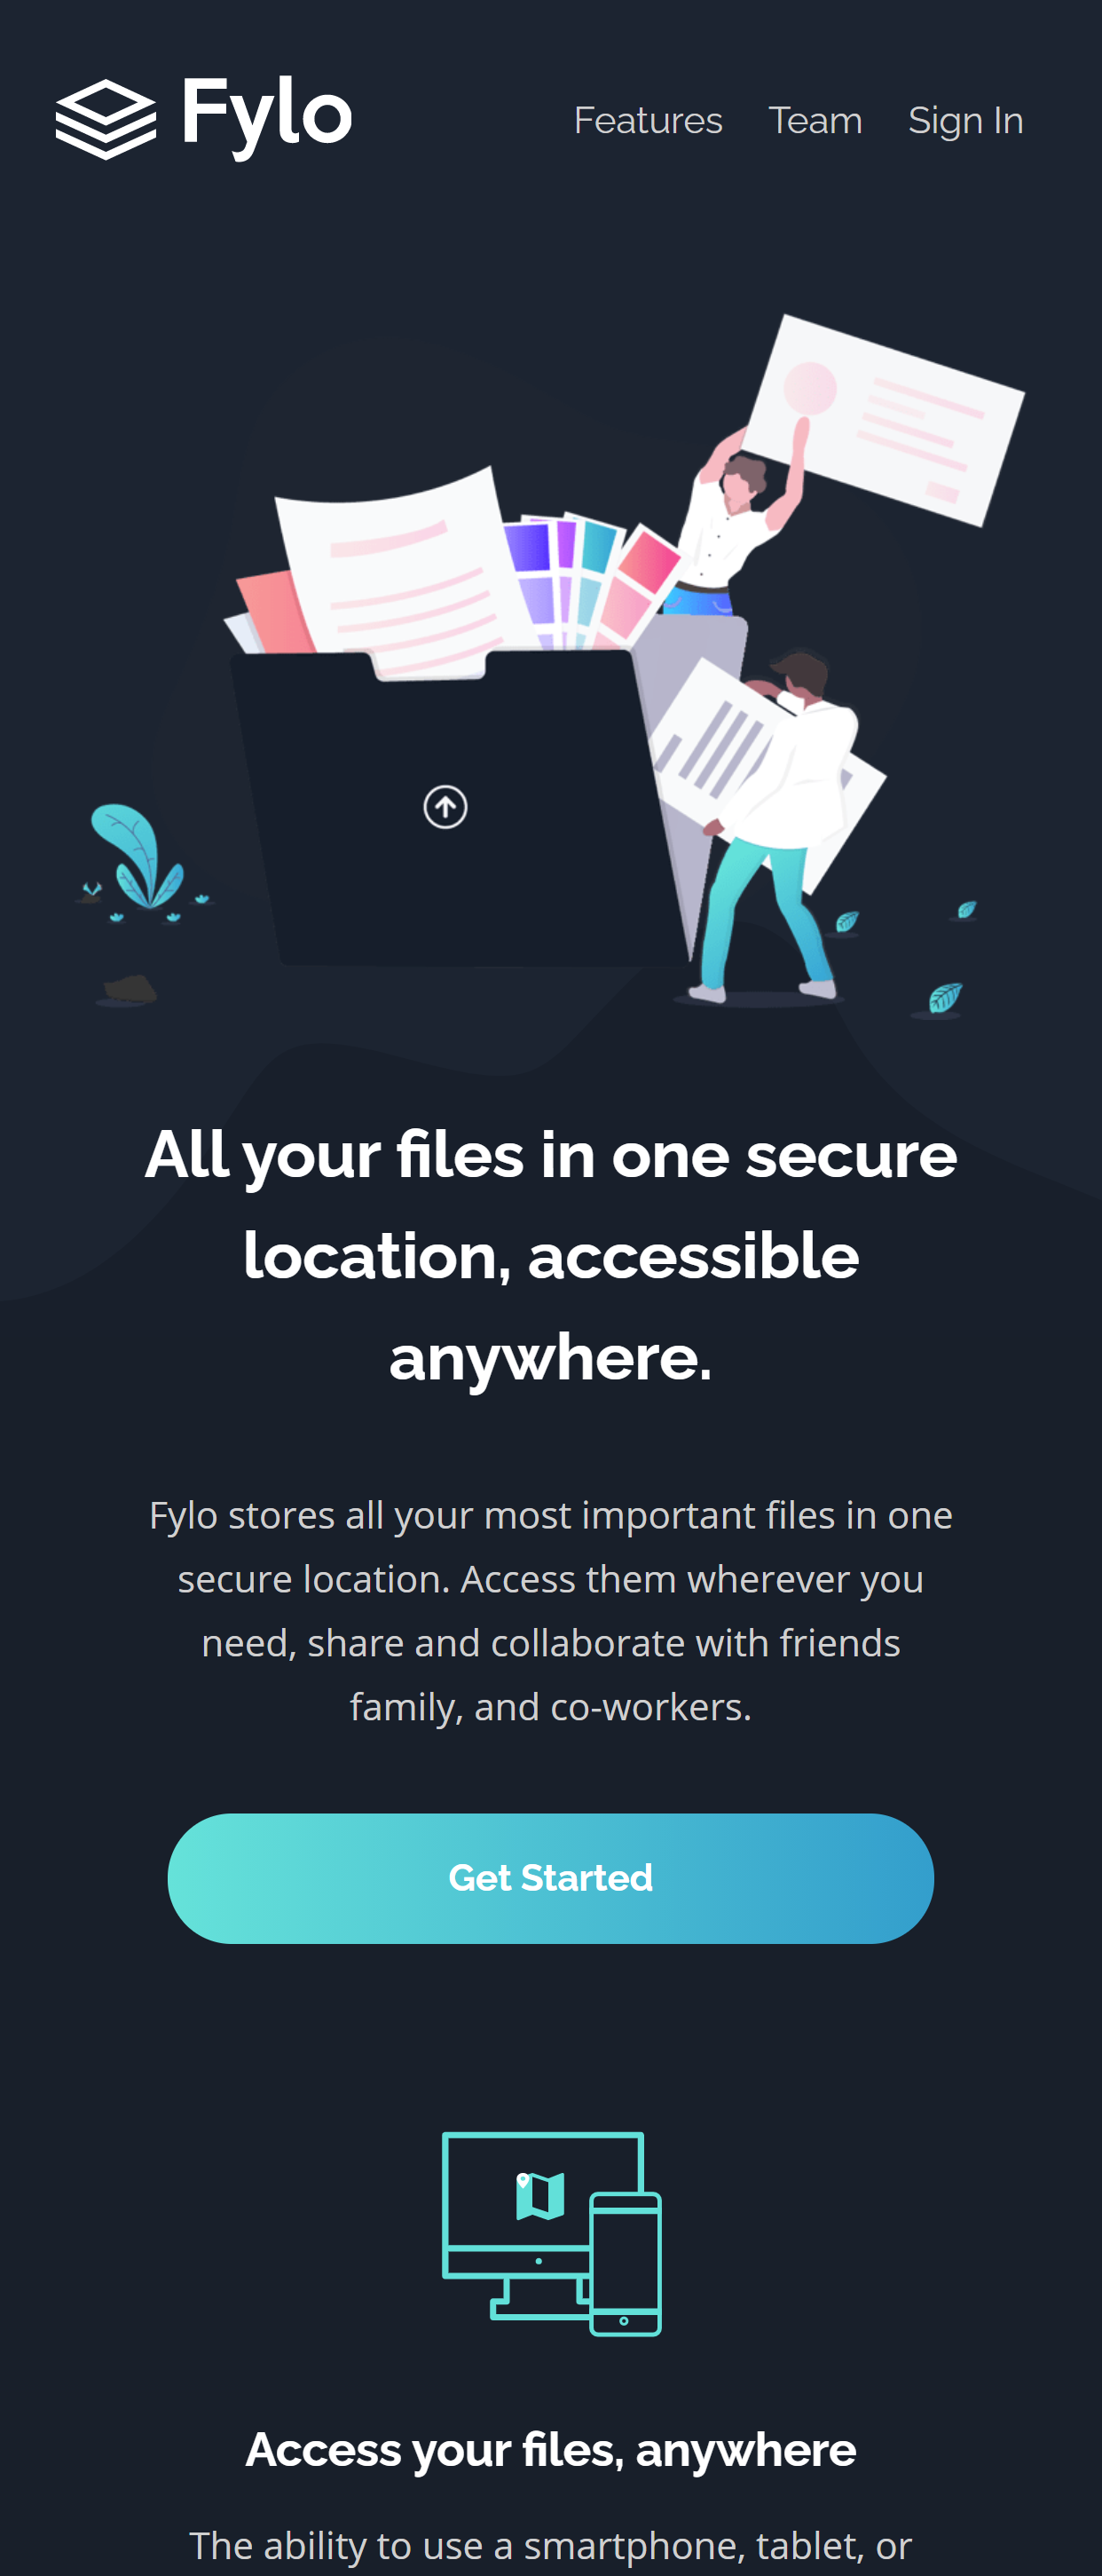 Fylo
Features Team Sign In
All your files in one secure
location, accessible
anywhere.
Fylo stores all your most important files in one
secure location. Access them wherever you
need, share and collaborate with friends
family, and co-workers.
Get Started
Access your files, anywhere
The ability to use a smartphone, tablet, or